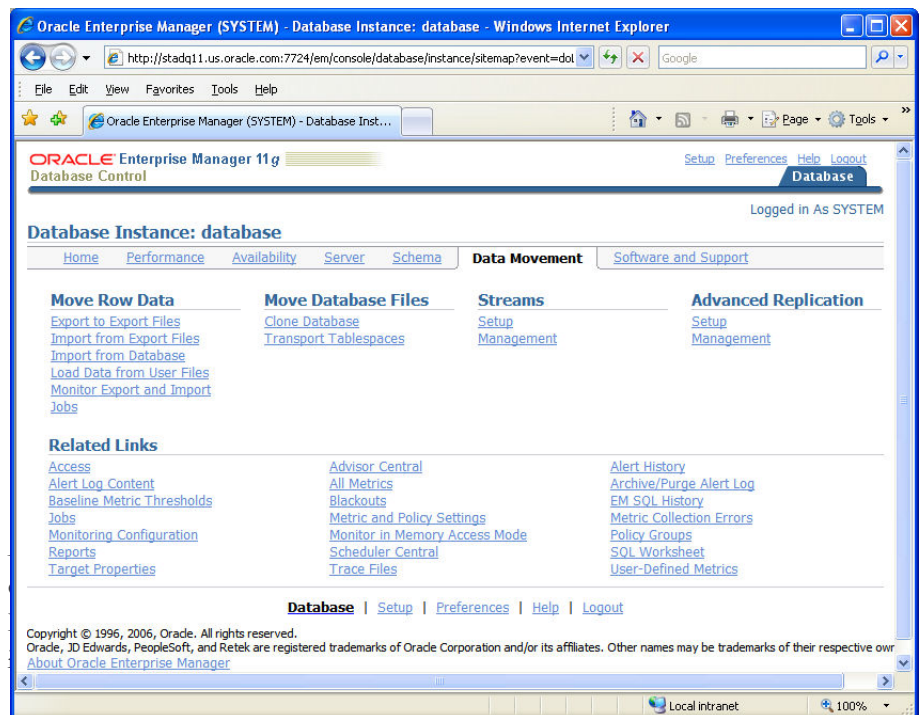 Oracle Enterprise Manager (SYSTEM) - Database Instance: database - Windows Internet Explorer
http://stadq11.us.oracle.com:7724/em/console/database/instance/sitemap?event=dol
Google
File Edit View Favorites Tools Help
Oracle Enterprise Manager (SYSTEM) - Database Inst...
Page Tools
ORACLE Enterprise Manager 11g
Database Control
Setup Preferences Help Logout
Database
Logged in As SYSTEM
Database Instance: database
Home Performance Availability Server Schema Data Movement Software and Support
Move Row Data Move Database Files Streams Advanced Replication
Export to Export Files Clone Database Setup Setup
Import from Export Files Transport Tablespaces Management Management
Import from Database
Load Data from User Files
Monitor Export and Import
Jobs
Related Links
Access Advisor Central Alert History
Alert Log Content All Metrics Archive/Purge Alert Log
Baseline Metric Thresholds Blackouts EM SQL History
Jobs Metric and Policy Settings Metric Collection Errors
Monitoring Configuration Monitor in Memory Access Mode Policy Groups
Reports Scheduler Central SQL Worksheet
Target Properties Trace Files User-Defined Metrics
Database | Setup | Preferences | Help | Logout
Copyright © 1996, 2006, Oracle. All rights reserved.
Oracle, JD Edwards, PeopleSoft, and Retek are registered trademarks of Oracle Corporation and/or its affiliates. Other names may be trademarks of their respective owr
About Oracle Enterprise Manager
Local intranet 100%